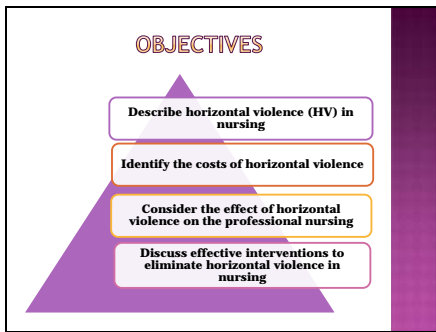 OBJECTIVES
Describe horizontal violence (HV) in
nursing
Identify the costs of horizontal violence
Consider the effect of horizontal
violence on the professional nursing
Discuss effective interventions to
eliminate horizontal violence in
nursing